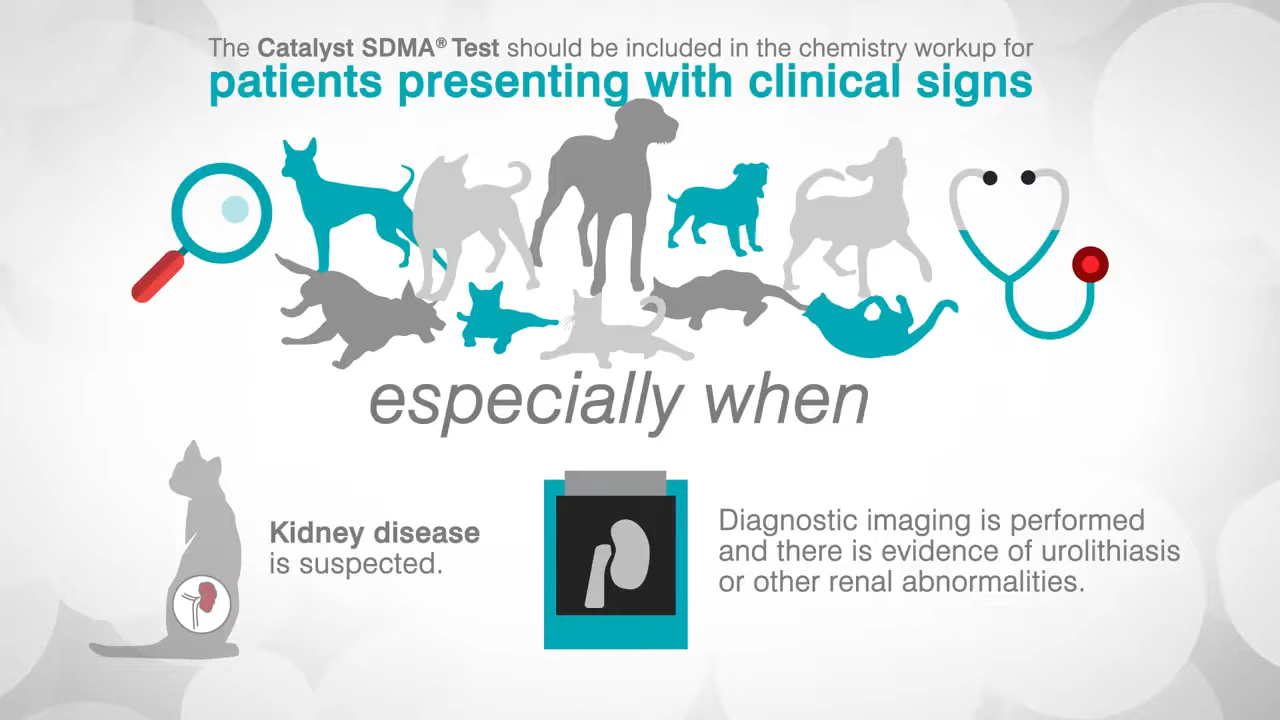 The Catalyst SDMA® Test should be included in the chemistry workup for
patients presenting with clinical signs
especially when
Kidney disease
is suspected.
Diagnostic imaging is performed
and there is evidence of urolithiasis
or other renal abnormalities.